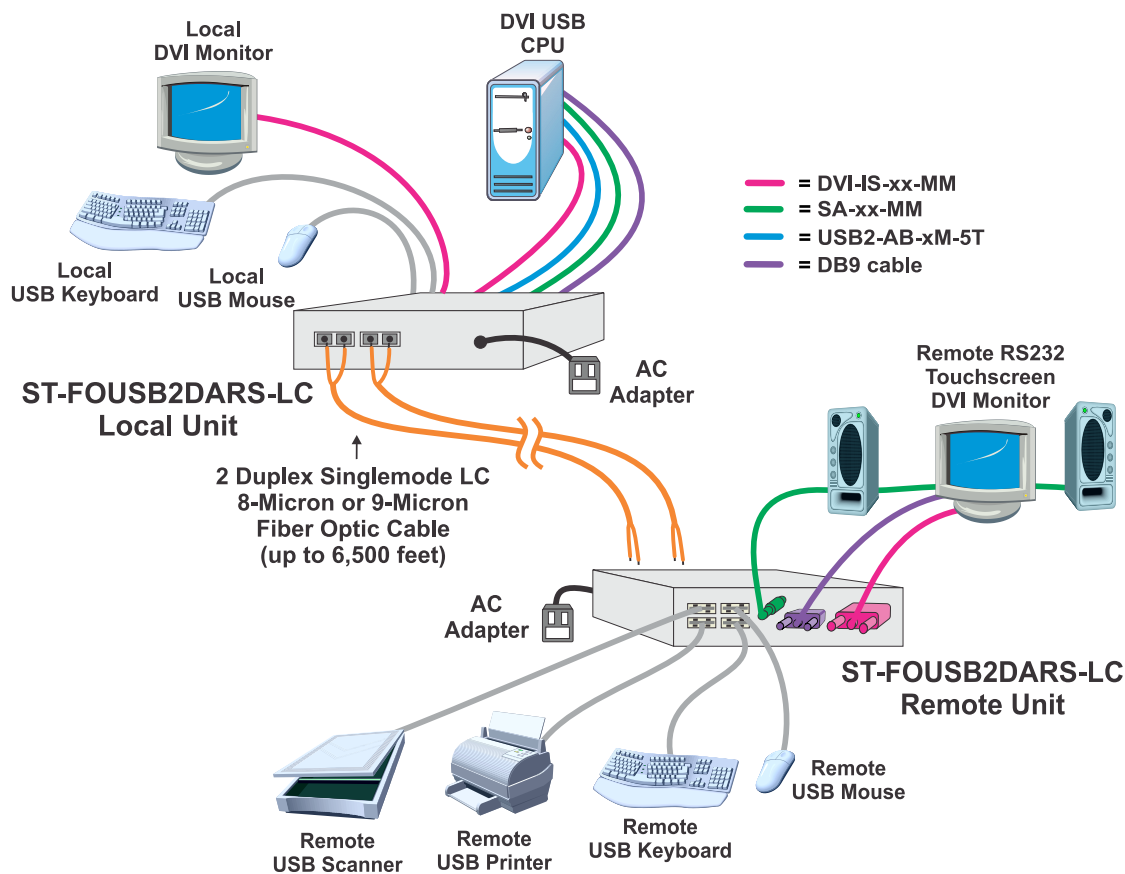 Local
DVI Monitor
DVI USB
CPU
Local
USB Keyboard
Local
USB Mouse
= DVI-IS-xx-MM
= SA-xx-MM
= USB2-AB-xM-5T
= DB9 cable
ST-FOUSB2DARS-LC
Local Unit
AC
Adapter
Remote RS232
Touchscreen
DVI Monitor
2 Duplex Singlemode LC
8-Micron or 9-Micron
Fiber Optic Cable
(up to 6,500 feet)
AC
Adapter
ST-FOUSB2DARS-LC
Remote Unit
Remote
USB Scanner
Remote
USB Printer
Remote
USB Keyboard
Remote
USB Mouse